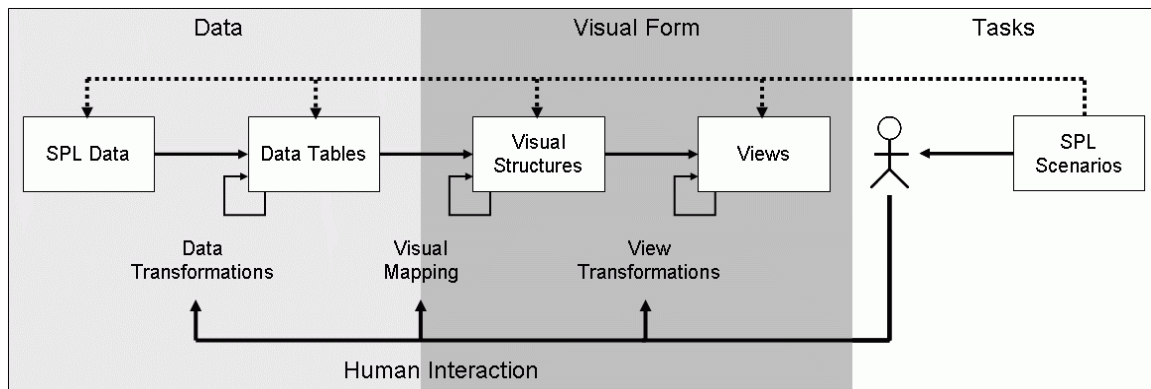 Data
Visual Form
Tasks
SPL Data
Data Tables
Visual
Structures
Views
SPL
Scenarios
Data
Transformations
Visual
Mapping
View
Transformations
Human Interaction